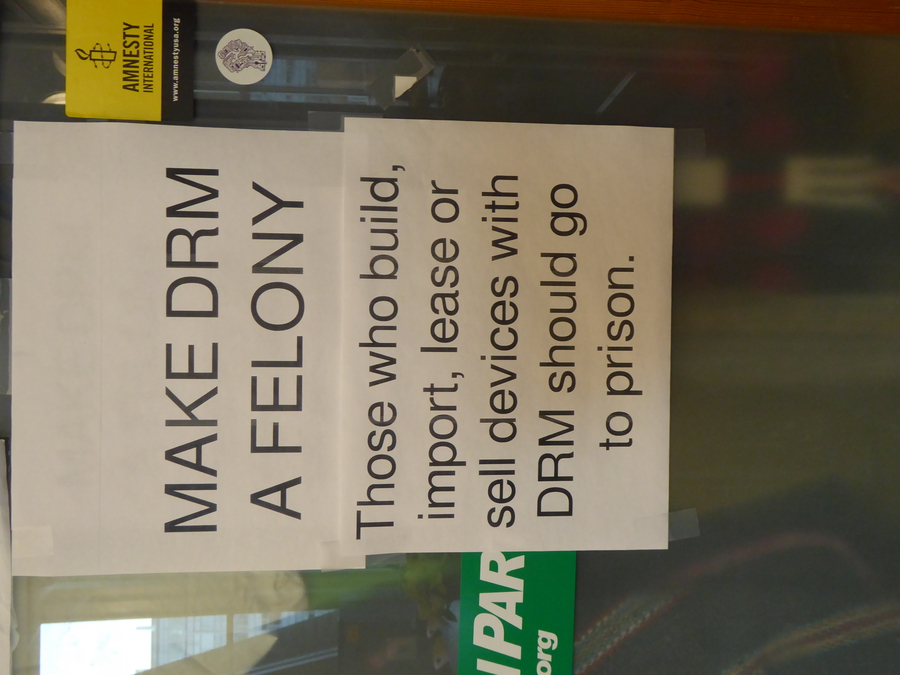 MAKE DRM
A FELONY
Those who build,
import, lease or
sell devices with
DRM should go
to prison.
AMNESTY
INTERNATIONAL
www.amnestyusa.org
PAR
org